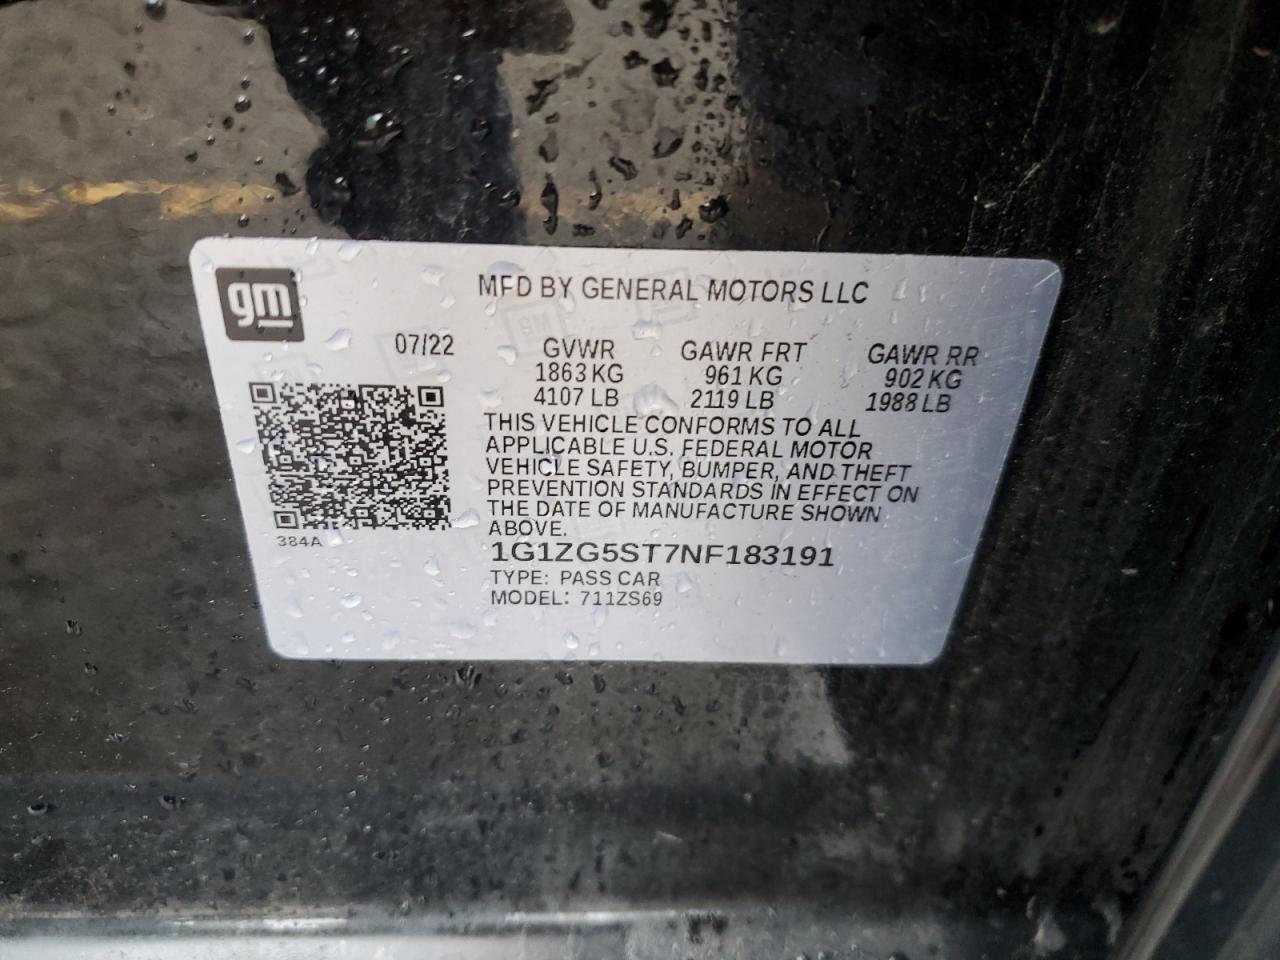 gm
MFD BY GENERAL MOTORS LLC
07/22
GVWR GAWR FRT GAWR RR
1863 KG 961 KG 902 KG
4107 LB 2119 LB 1988 LB
THIS VEHICLE CONFORMS TO ALL
APPLICABLE U.S. FEDERAL MOTOR
VEHICLE SAFETY, BUMPER, AND THEFT
PREVENTION STANDARDS IN EFFECT ON
THE DATE OF MANUFACTURE SHOWN
ABOVE.
384A
1G1ZG5ST7NF183191
TYPE: PASS CAR
MODEL: 711ZS69